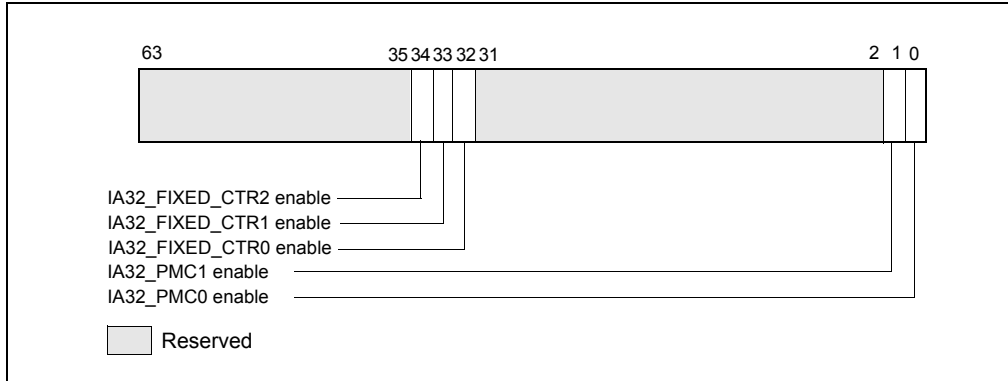 63 35 34 33 32 31 2 1 0
IA32_FIXED_CTR2 enable
IA32_FIXED_CTR1 enable
IA32_FIXED_CTR0 enable
IA32_PMC1 enable
IA32_PMC0 enable
Reserved